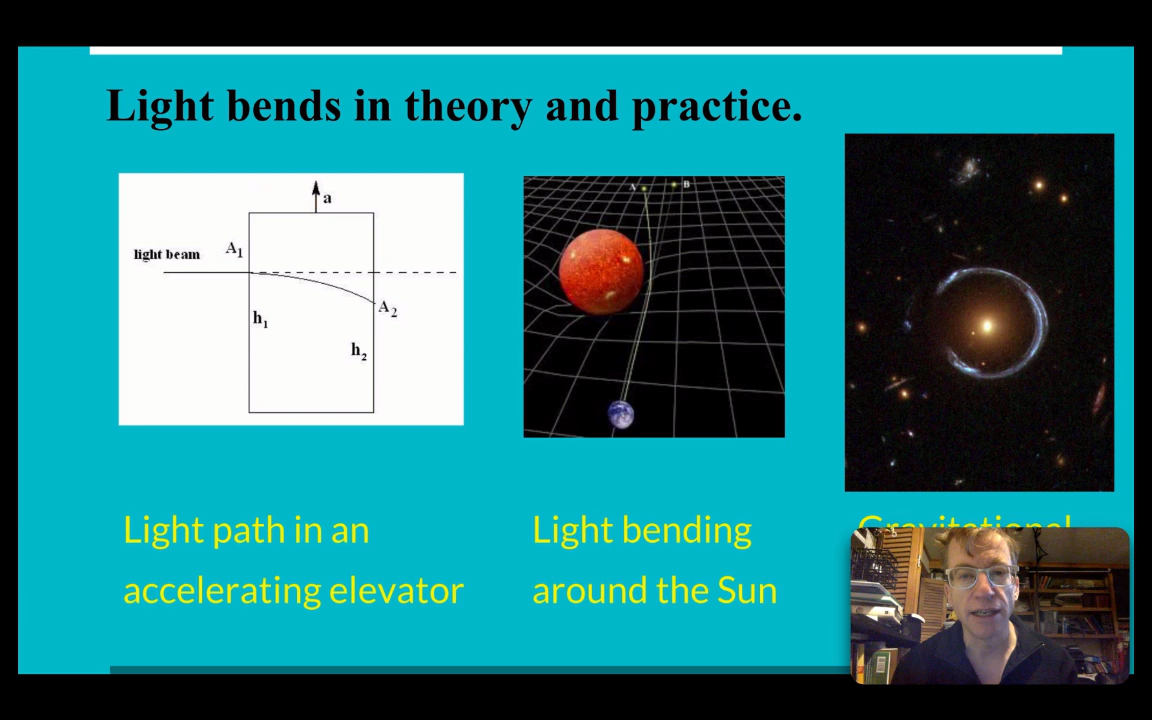 Light bends in theory and practice.
a
light beam
A1
A2
h1
h2
A
B
Light path in an
accelerating elevator
Light bending
around the Sun
Gravitational